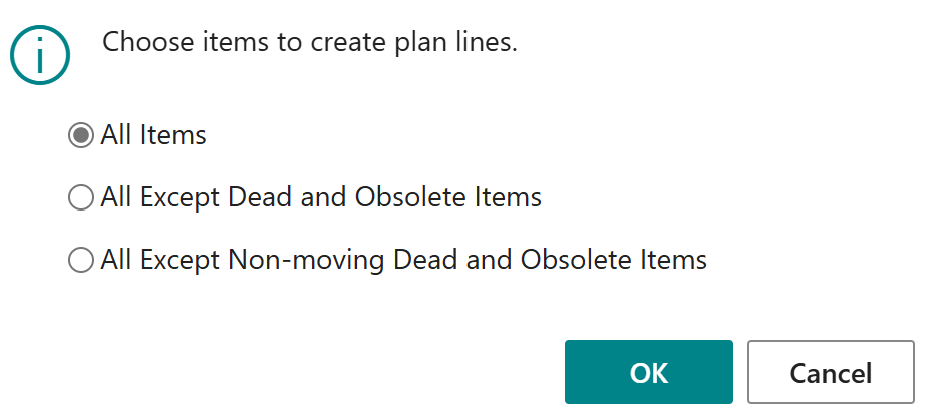 Choose items to create plan lines.
All Items
All Except Dead and Obsolete Items
All Except Non-moving Dead and Obsolete Items
OK
Cancel